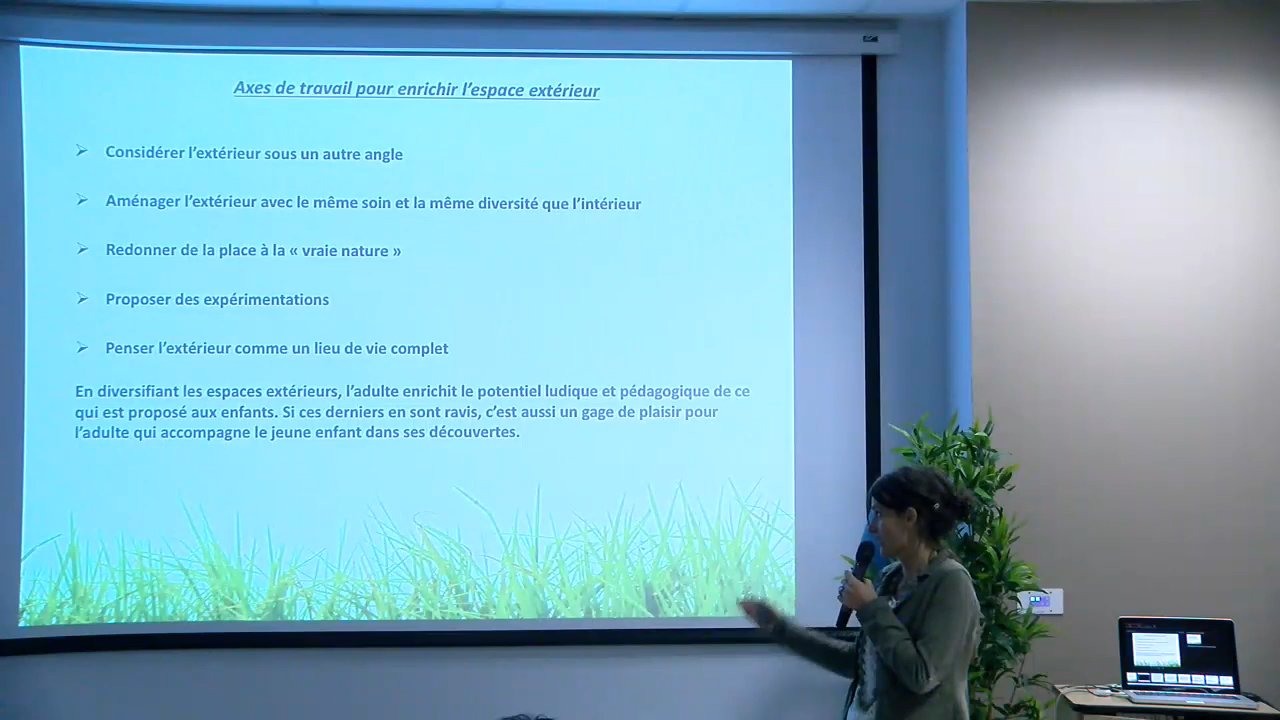 Axes de travail pour enrichir l'espace extérieur
Considérer l'extérieur sous un autre angle
Aménager l'extérieur avec le même soin et la même diversité que l'intérieur
Redonner de la place à la « vraie nature »
Proposer des expérimentations
Penser l'extérieur comme un lieu de vie complet
En diversifiant les espaces extérieurs, l'adulte enrichit le potentiel ludique et pédagogique de ce
qui est proposé aux enfants. Si ces derniers en sont ravis, c'est aussi un gage de plaisir pour
l'adulte qui accompagne le jeune enfant dans ses découvertes.